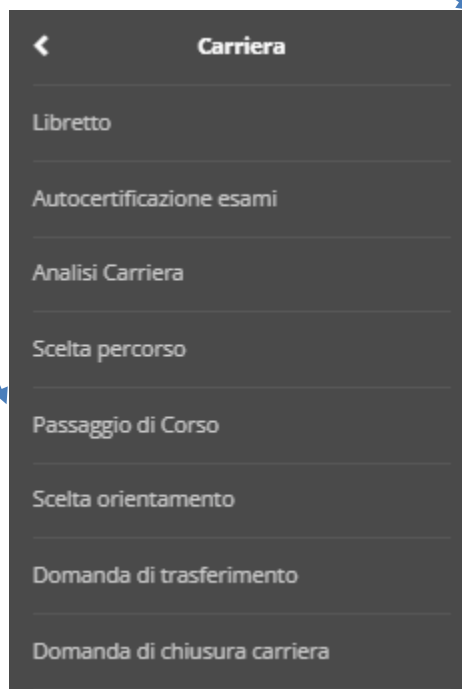 Carriera
Libretto
Autocertificazione esami
Analisi Carriera
Scelta percorso
Passaggio di Corso
Scelta orientamento
Domanda di trasferimento
Domanda di chiusura carriera